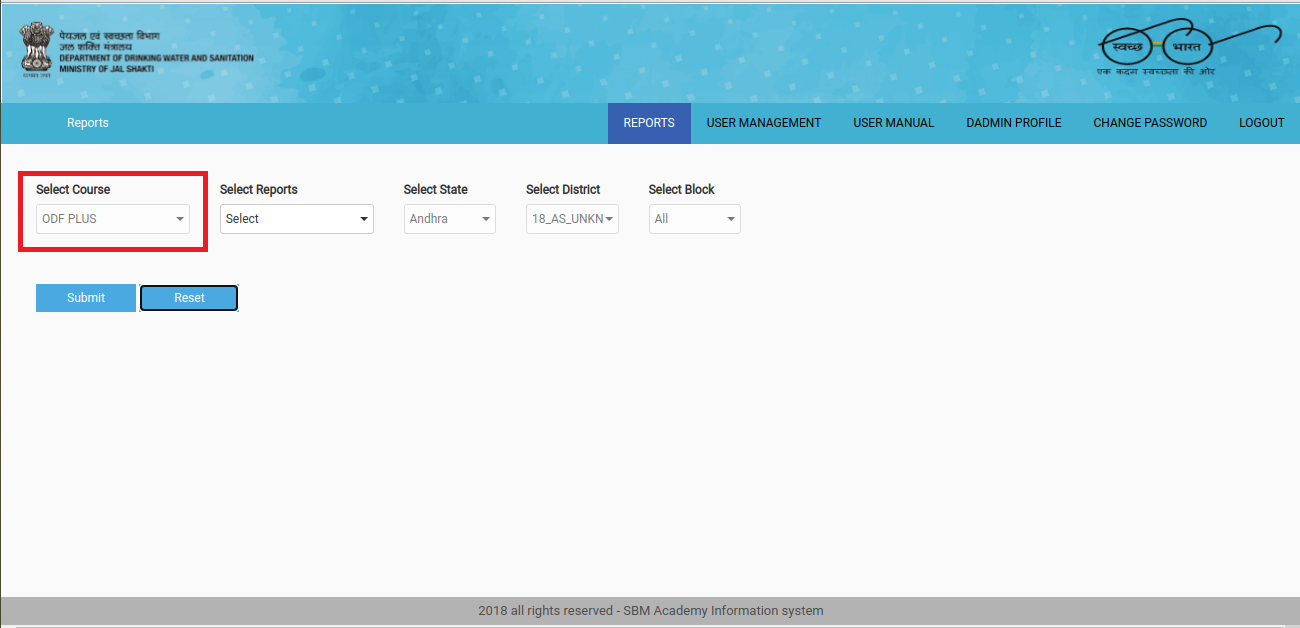 पेयजल एवं स्वच्छता विभाग
जल शक्ति मंत्रालय
DEPARTMENT OF DRINKING WATER AND SANITATION
MINISTRY OF JAL SHAKTI
स्वच्छ भारत
एक कदम स्वच्छता की ओर
Reports REPORTS USER MANAGEMENT USER MANUAL DADMIN PROFILE CHANGE PASSWORD LOGOUT
Select Course Select Reports Select State Select District Select Block
ODF PLUS Select Andhra 18_AS_UNKN All
Submit Reset
2018 all rights reserved - SBM Academy Information system